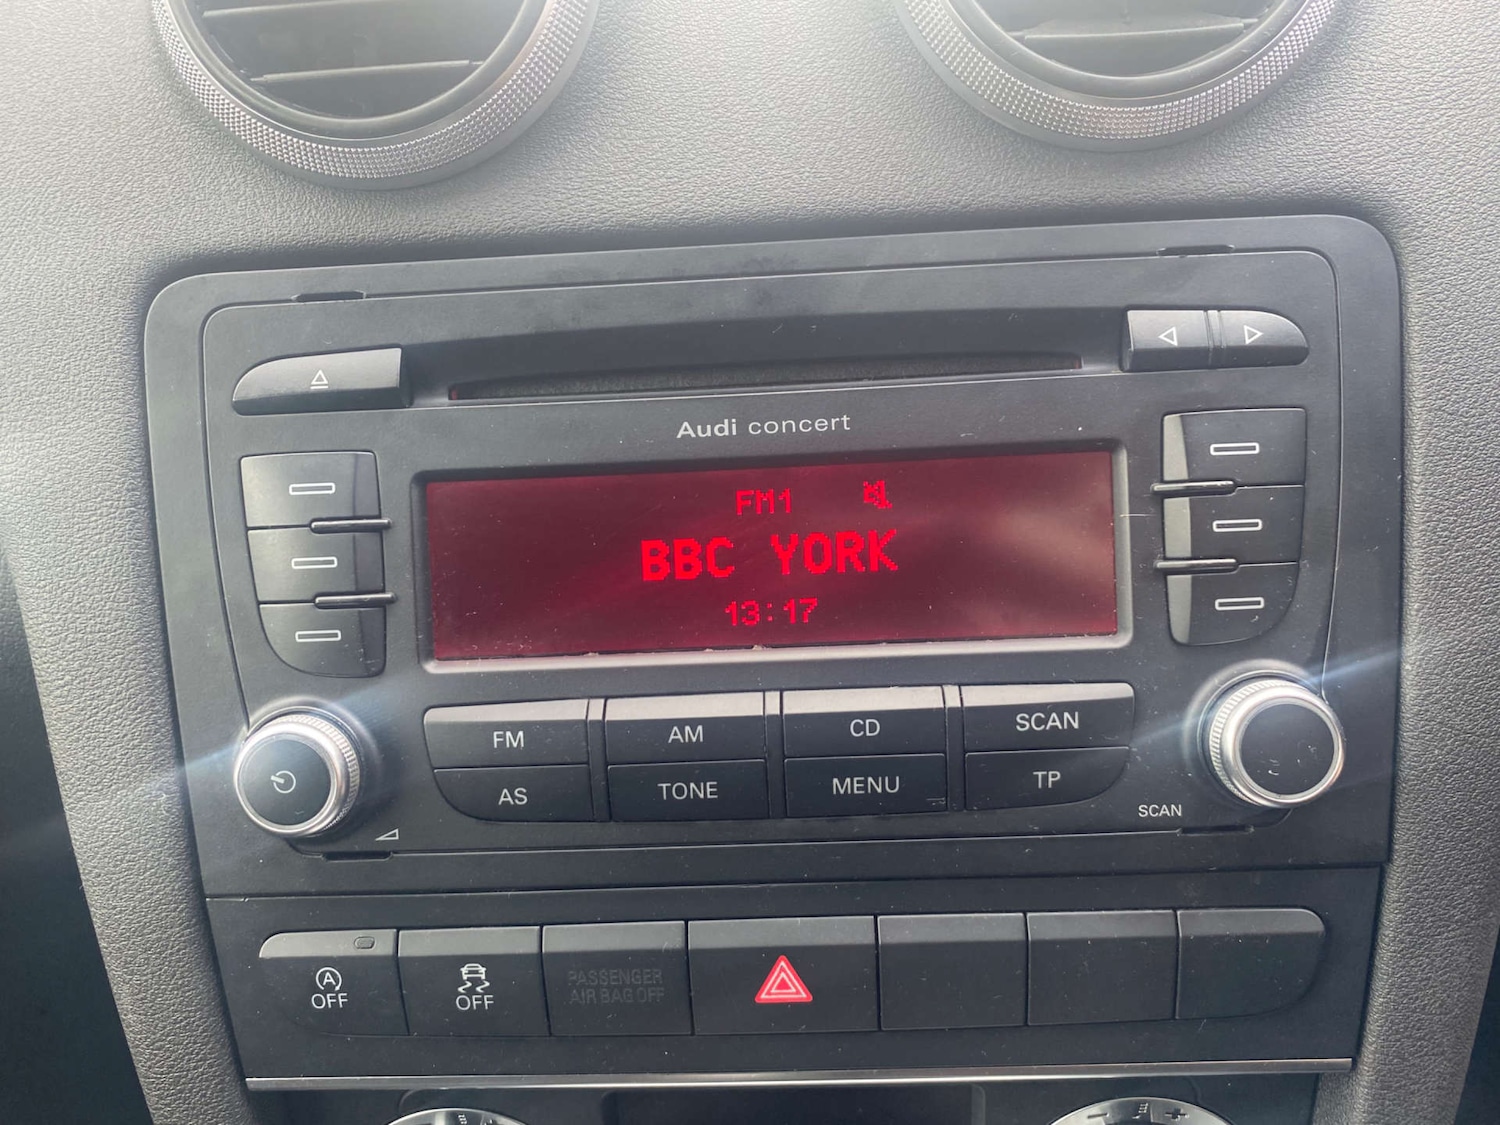 Audi concert
FM1
BBC YORK
13:17
FM
AM
CD
SCAN
AS
TONE
MENU
TP
SCAN
A
OFF
OFF
PASSENGER
AIR BAG OFF